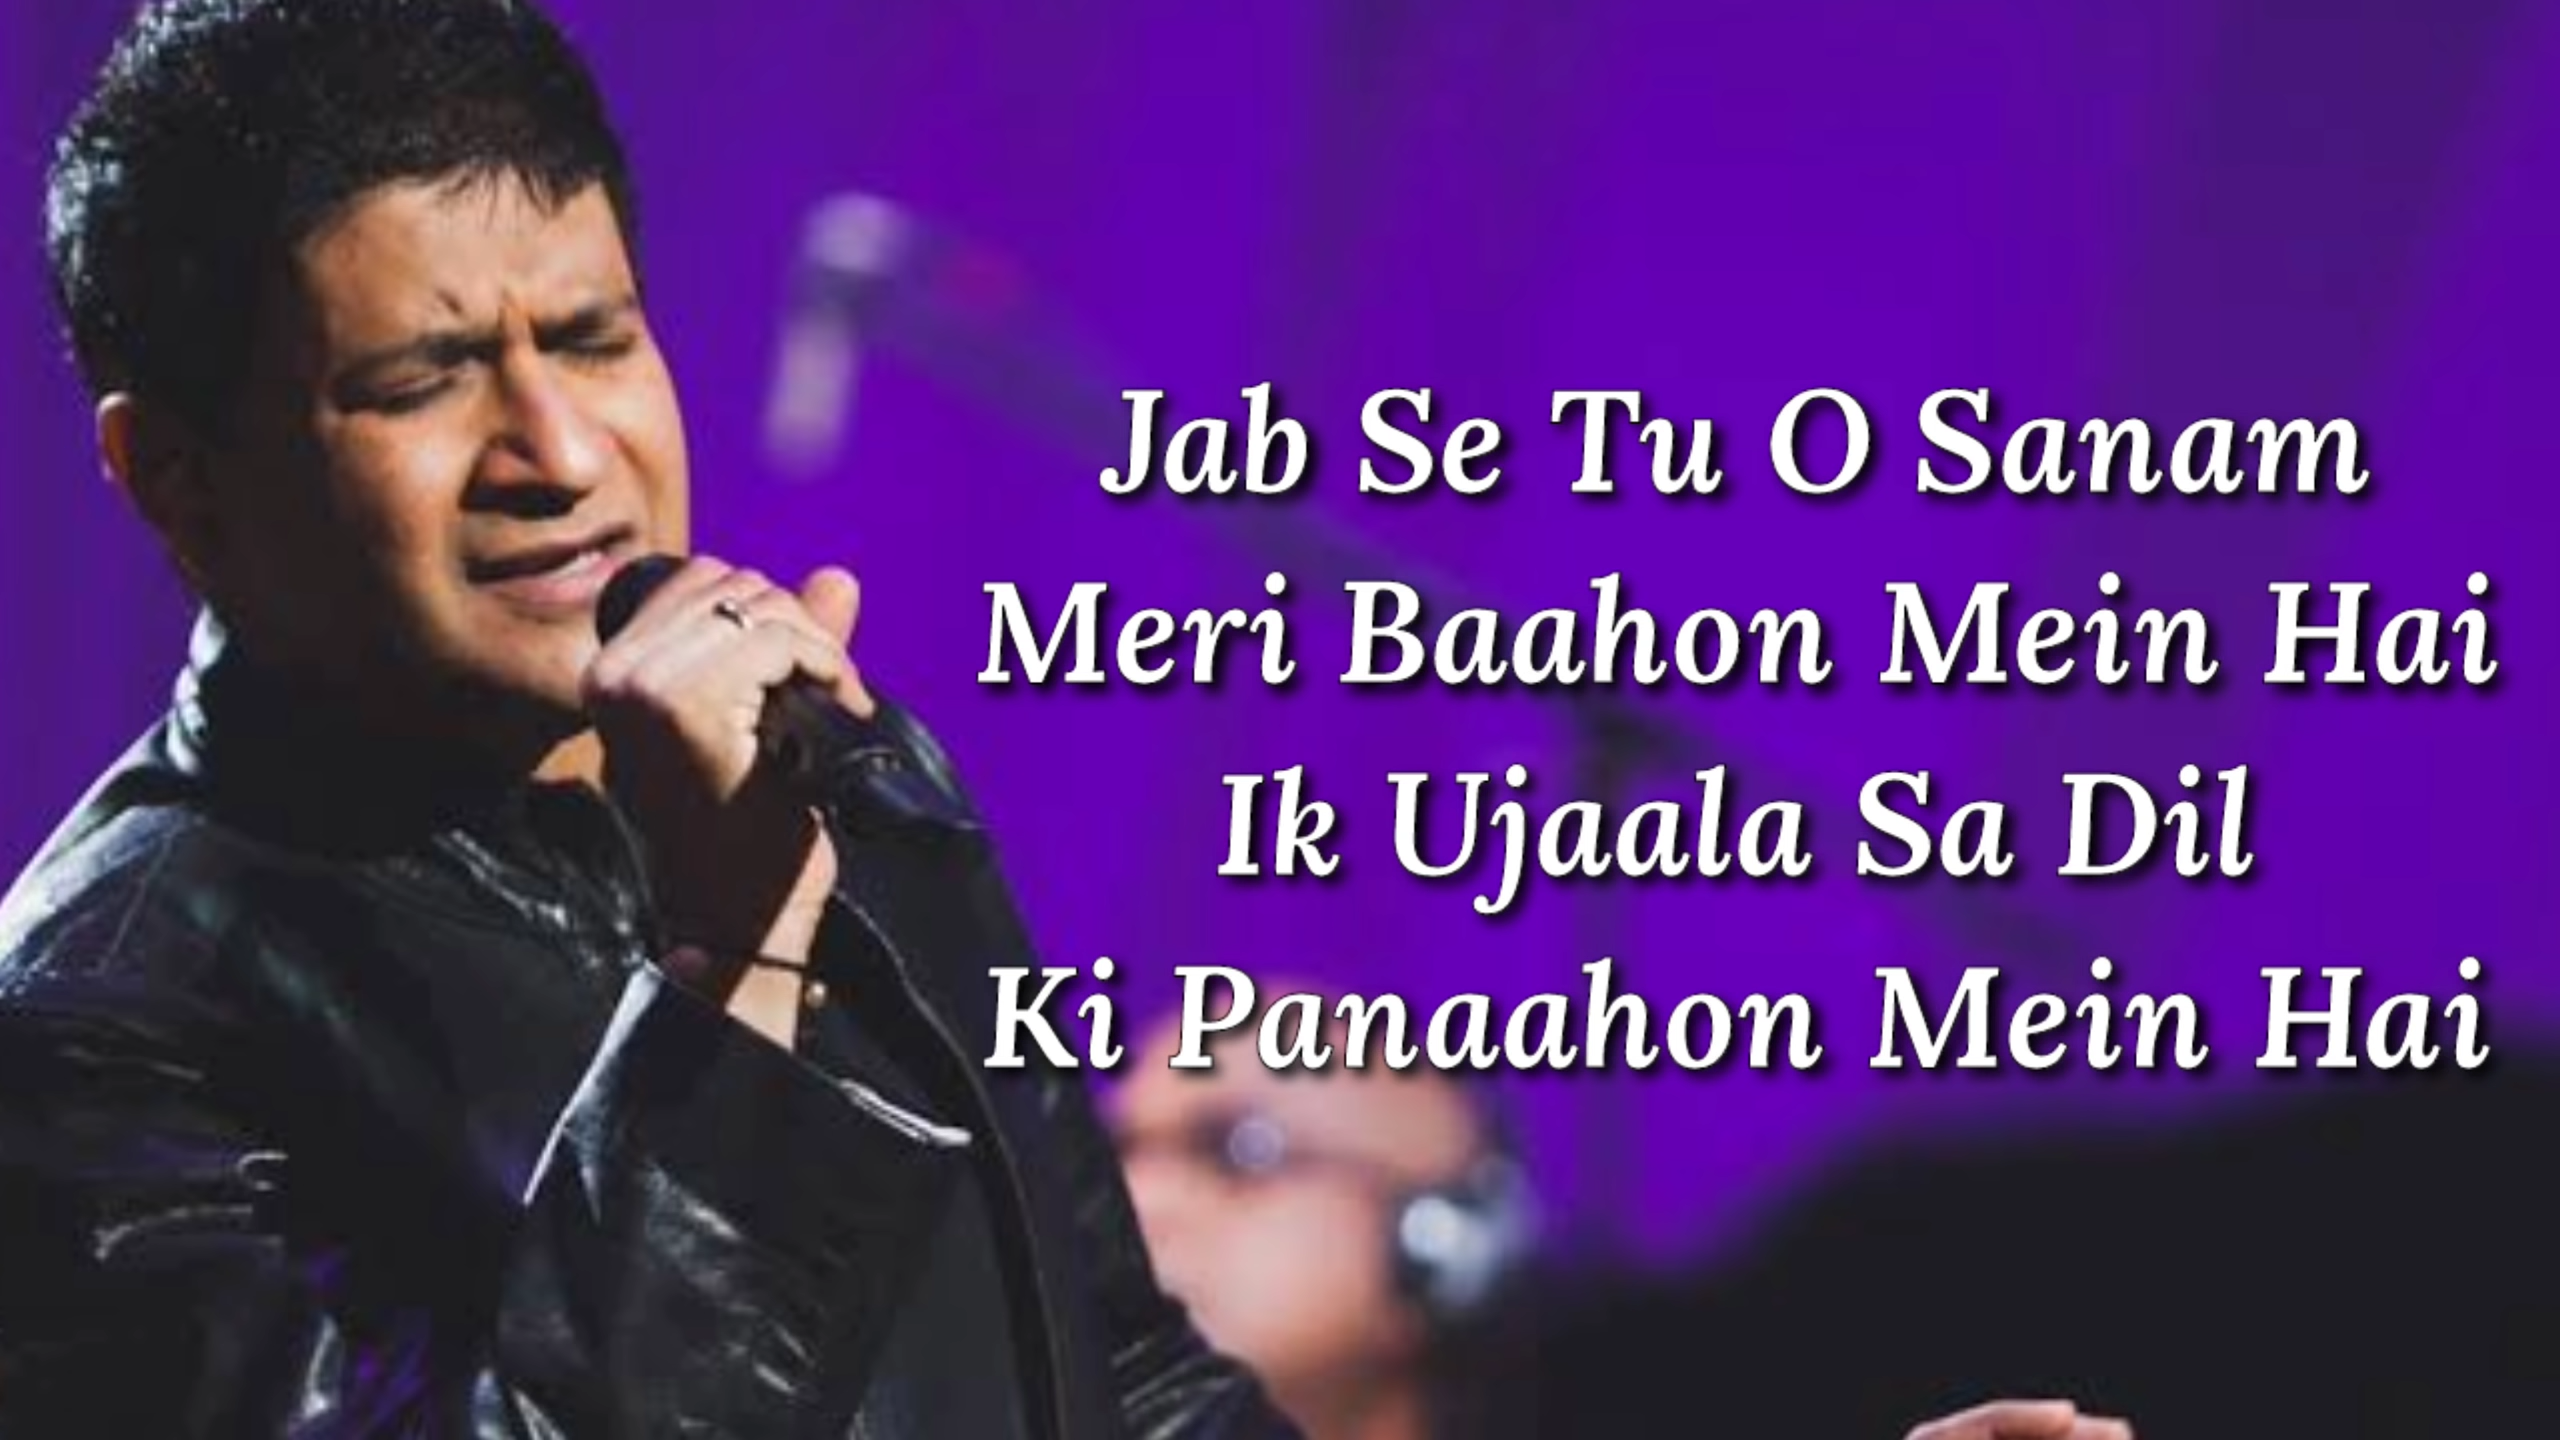 Jab Se Tu O Sanam
Meri Baahon Mein Hai
Ik Ujaala Sa Dil
Ki Panaahon Mein Hai